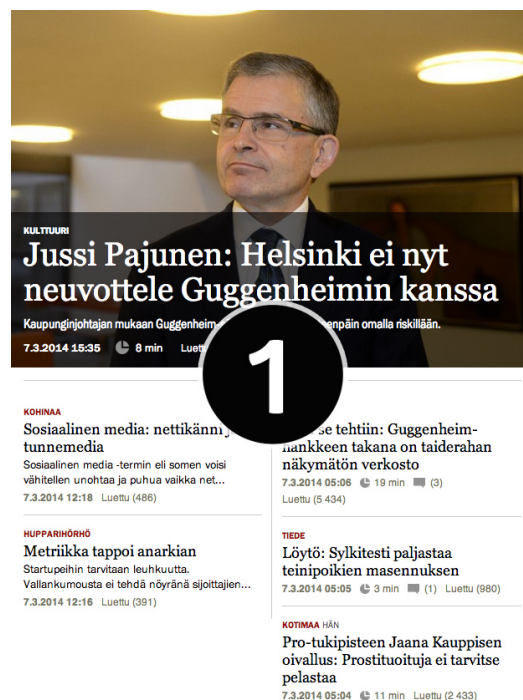 KULTTUURI
Jussi Pajunen: Helsinki ei nyt
neuvottele Guggenheimin kanssa
Kaupunginjohtajan mukaan Guggenheim- enpäin omalla riskillään.
7.3.2014 15:35 8 min
1
KOHINAA
Sosiaalinen media: nettikänni
tunnemedia
Sosiaalinen media -termin eli somen voisi
vähitellen unohtaa ja puhua vaikka net...
7.3.2014 12:18 Luettu (486)
HUPPARIHÖRHÖ
Metriikka tappoi anarkian
Startupeihin tarvitaan leuhkuutta.
Vallankumousta ei tehdä nöyränä sijoittajien...
7.3.2014 12:16 Luettu (391)
se tehtiin: Guggenheim-
hankkeen takana on taiderahan
näkymätön verkosto
7.3.2014 05:06 19 min (3)
Luettu (5 434)
TIEDE
Löytö: Sylkitesti paljastaa
teinipoikien masennuksen
7.3.2014 05:05 3 min (1) Luettu (980)
KOTIMAA HÄN
Pro-tukipisteen Jaana Kauppisen
oivallus: Prostituoituja ei tarvitse
pelastaa
7.3.2014 05:04 11 min Luettu (2 433)